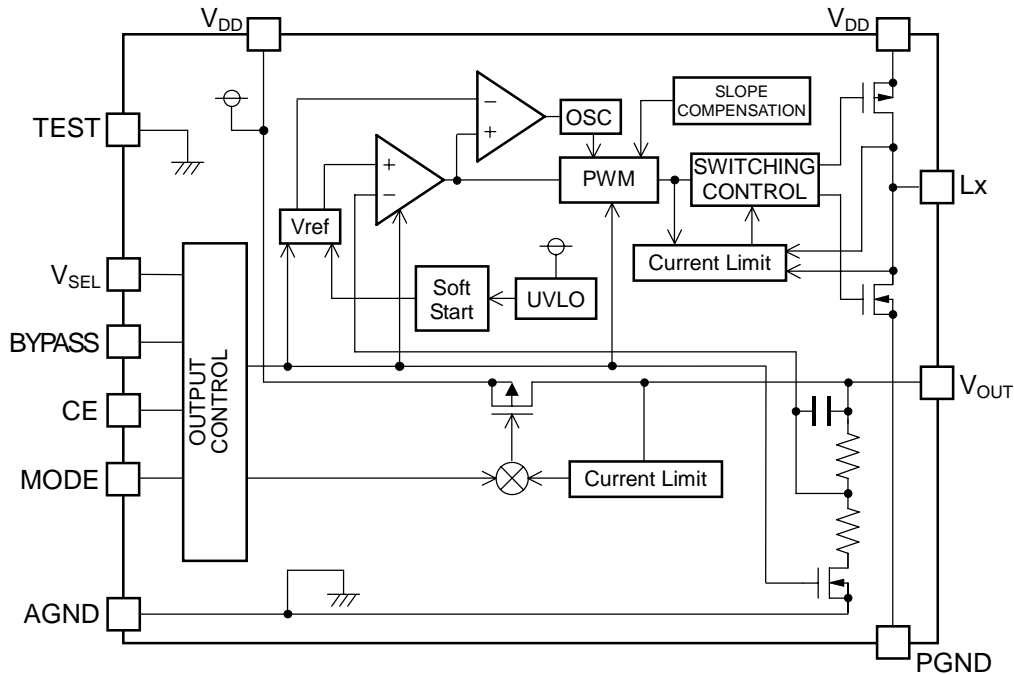 VDD
VDD
TEST
SLOPE
COMPENSATION
−
+
OSC
+
−
PWM
SWITCHING
CONTROL
Lx
Vref
VSEL
Current Limit
Soft
Start
UVLO
BYPASS
OUTPUT
CONTROL
VOUT
CE
MODE
Current Limit
AGND
PGND